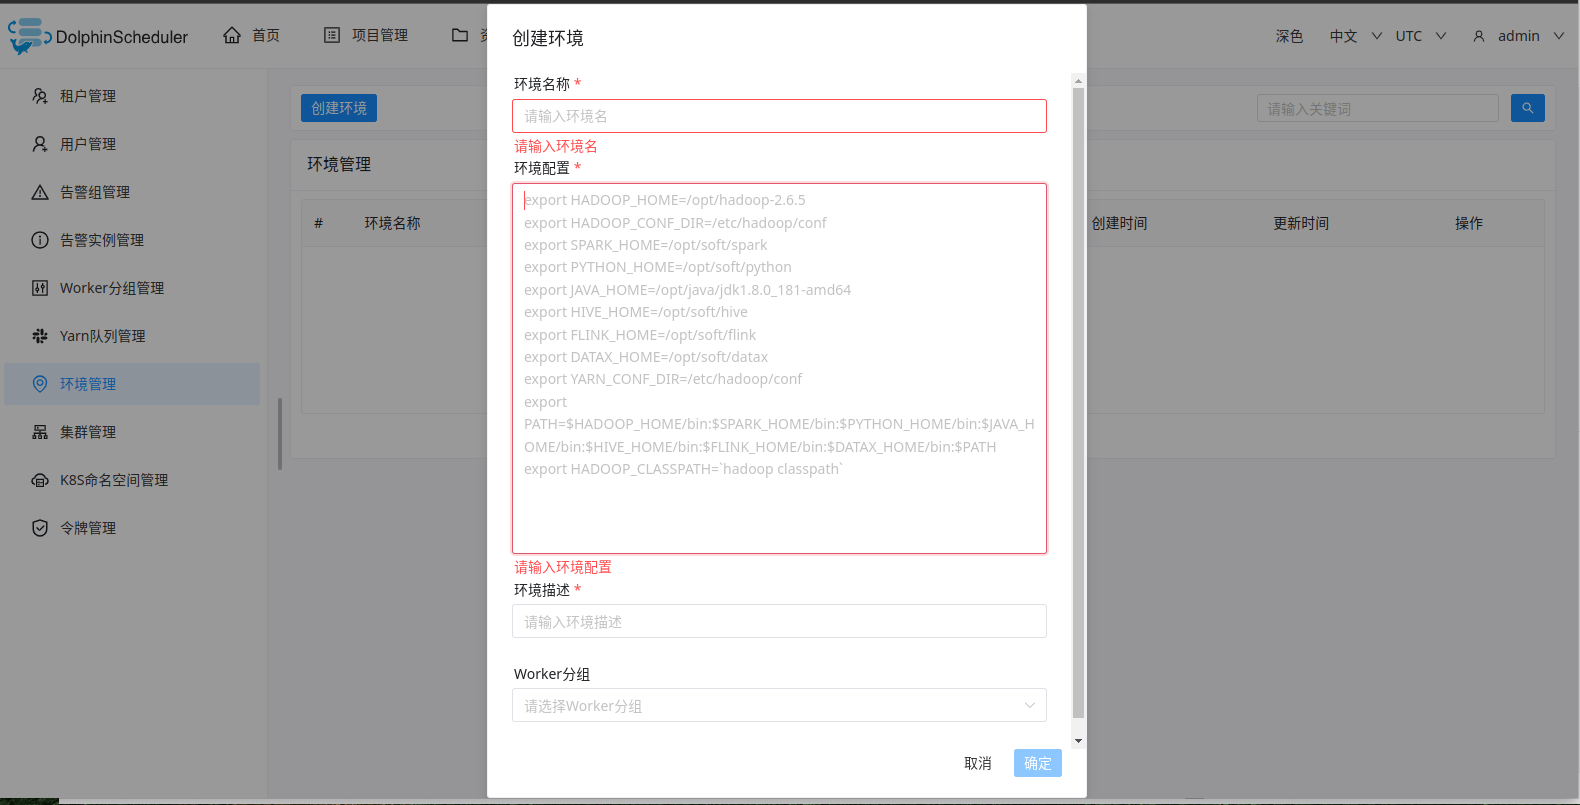 DolphinScheduler
首页
项目管理
深色
中文
UTC
admin
租户管理
用户管理
告警组管理
告警实例管理
Worker分组管理
Yarn队列管理
环境管理
集群管理
K8S命名空间管理
令牌管理
创建环境
请输入关键词
环境管理
#
环境名称
创建时间
更新时间
操作
创建环境
环境名称 *
请输入环境名
请输入环境名
环境配置 *
export HADOOP_HOME=/opt/hadoop-2.6.5
export HADOOP_CONF_DIR=/etc/hadoop/conf
export SPARK_HOME=/opt/soft/spark
export PYTHON_HOME=/opt/soft/python
export JAVA_HOME=/opt/java/jdk1.8.0_181-amd64
export HIVE_HOME=/opt/soft/hive
export FLINK_HOME=/opt/soft/flink
export DATAX_HOME=/opt/soft/datax
export YARN_CONF_DIR=/etc/hadoop/conf
export
PATH=$HADOOP_HOME/bin:$SPARK_HOME/bin:$PYTHON_HOME/bin:$JAVA_H
OME/bin:$HIVE_HOME/bin:$FLINK_HOME/bin:$DATAX_HOME/bin:$PATH
export HADOOP_CLASSPATH=`hadoop classpath`
请输入环境配置
环境描述 *
请输入环境描述
Worker分组
请选择Worker分组
取消
确定